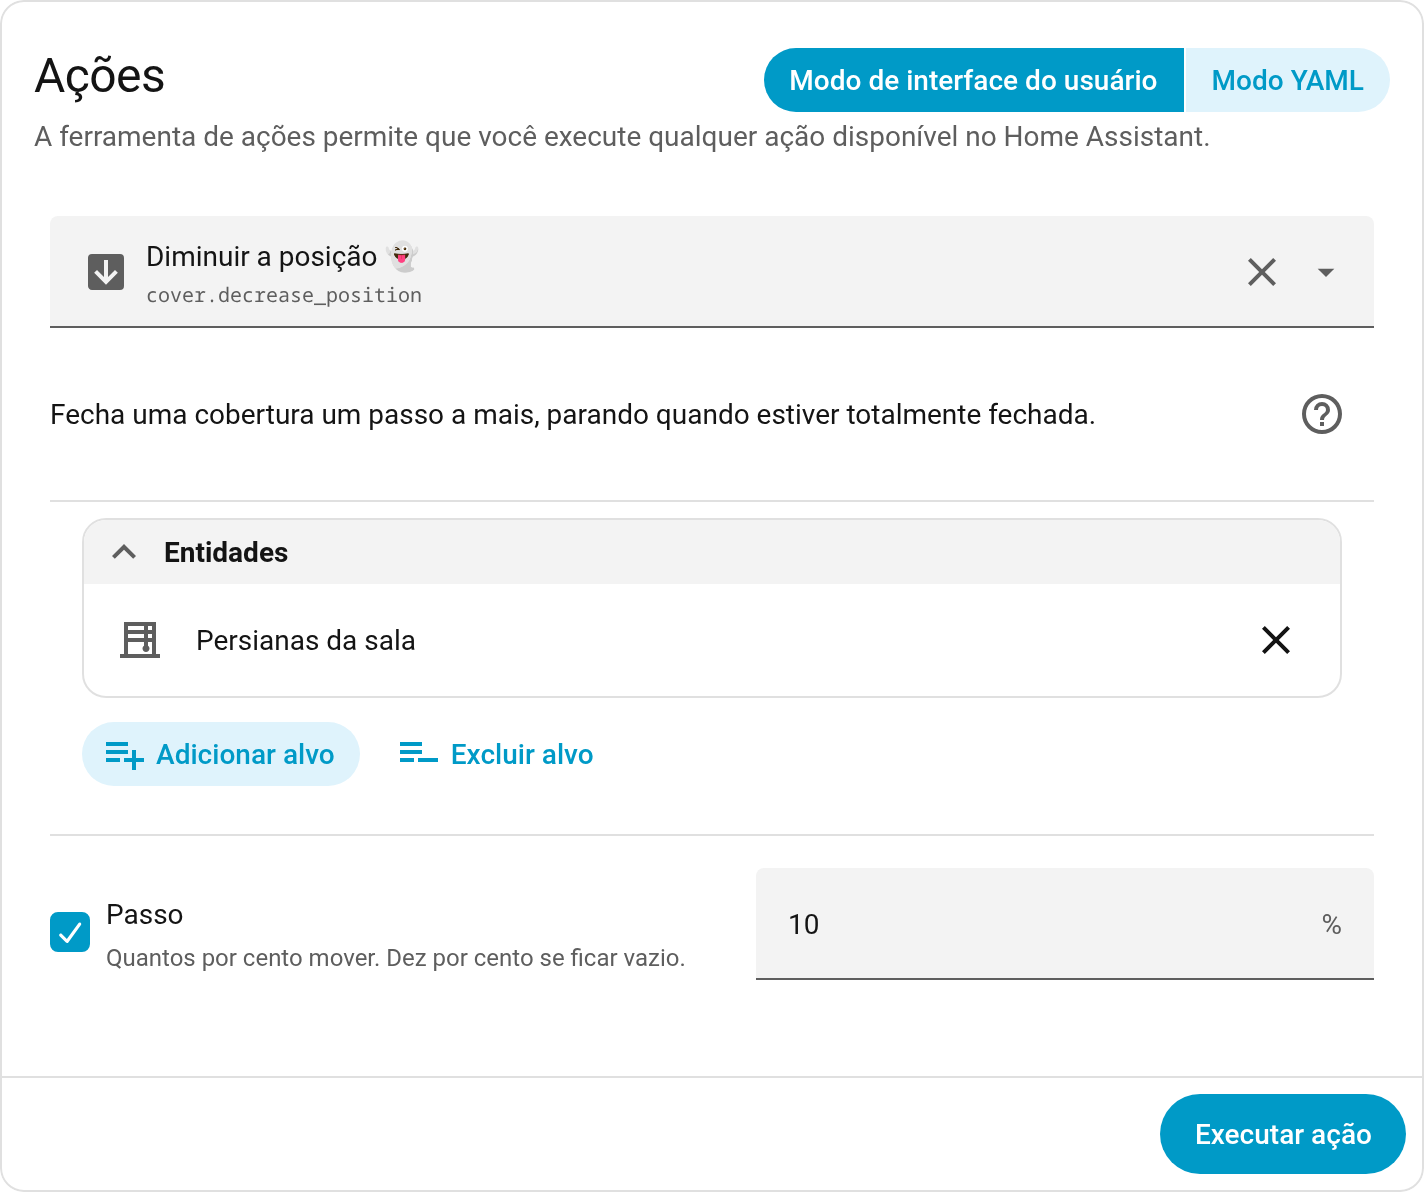 Ações
Modo de interface do usuário
Modo YAML
A ferramenta de ações permite que você execute qualquer ação disponível no Home Assistant.
Diminuir a posição 👻
cover.decrease_position
Fecha uma cobertura um passo a mais, parando quando estiver totalmente fechada.
Entidades
Persianas da sala
Adicionar alvo
Excluir alvo
Passo
Quantos por cento mover. Dez por cento se ficar vazio.
10 %
Executar ação